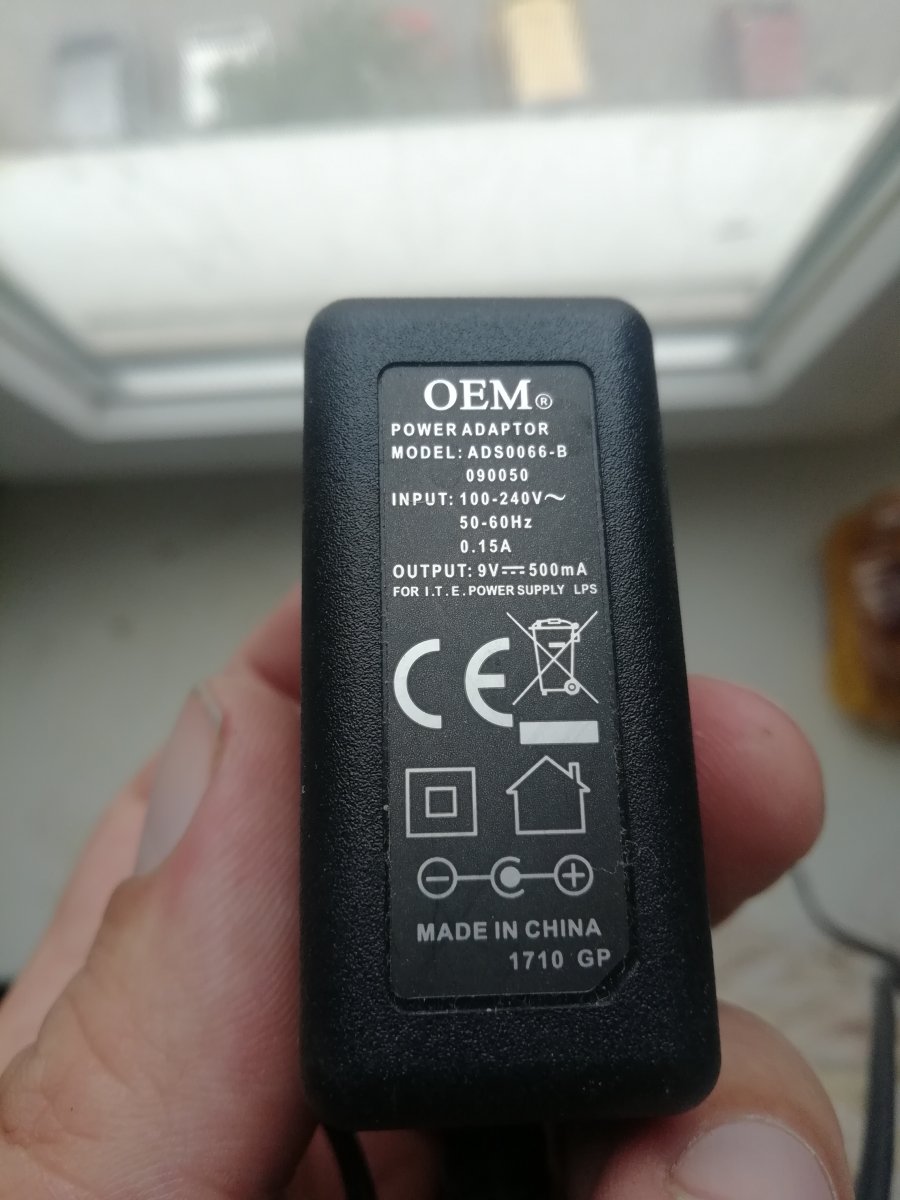 OEM®
POWER ADAPTOR
MODEL: ADS0066-B
090050
INPUT: 100-240V~
50-60Hz
0.15A
OUTPUT: 9V⎓500mA
FOR I.T.E. POWER SUPPLY LPS
CE
MADE IN CHINA
1710 GP